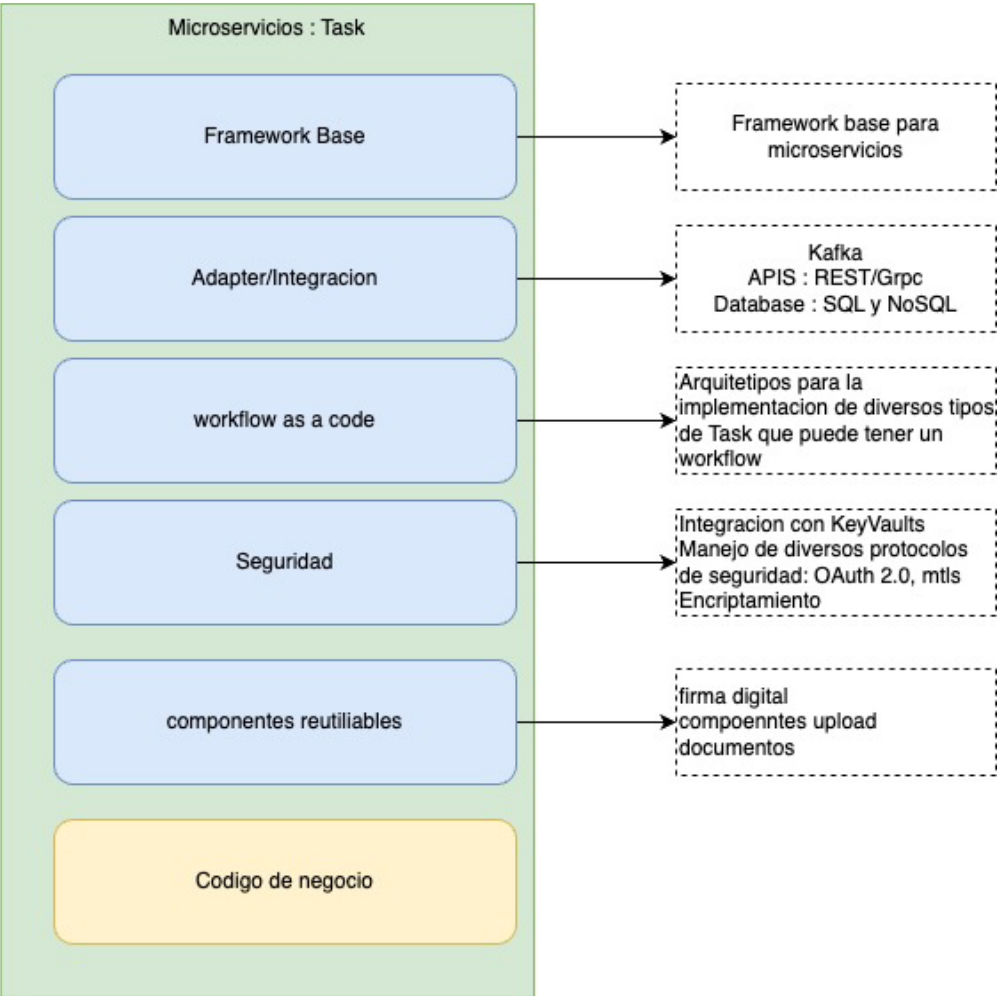 Microservicios : Task
Framework Base
Framework base para
microservicios
Adapter/Integracion
Kafka
APIS : REST/Grpc
Database : SQL y NoSQL
workflow as a code
Arquitetipos para la
implementacion de diversos tipos
de Task que puede tener un
workflow
Seguridad
Integracion con KeyVaults
Manejo de diversos protocolos
de seguridad: OAuth 2.0, mtls
Encriptamiento
componentes reutiliables
firma digital
compoenntes upload
documentos
Codigo de negocio